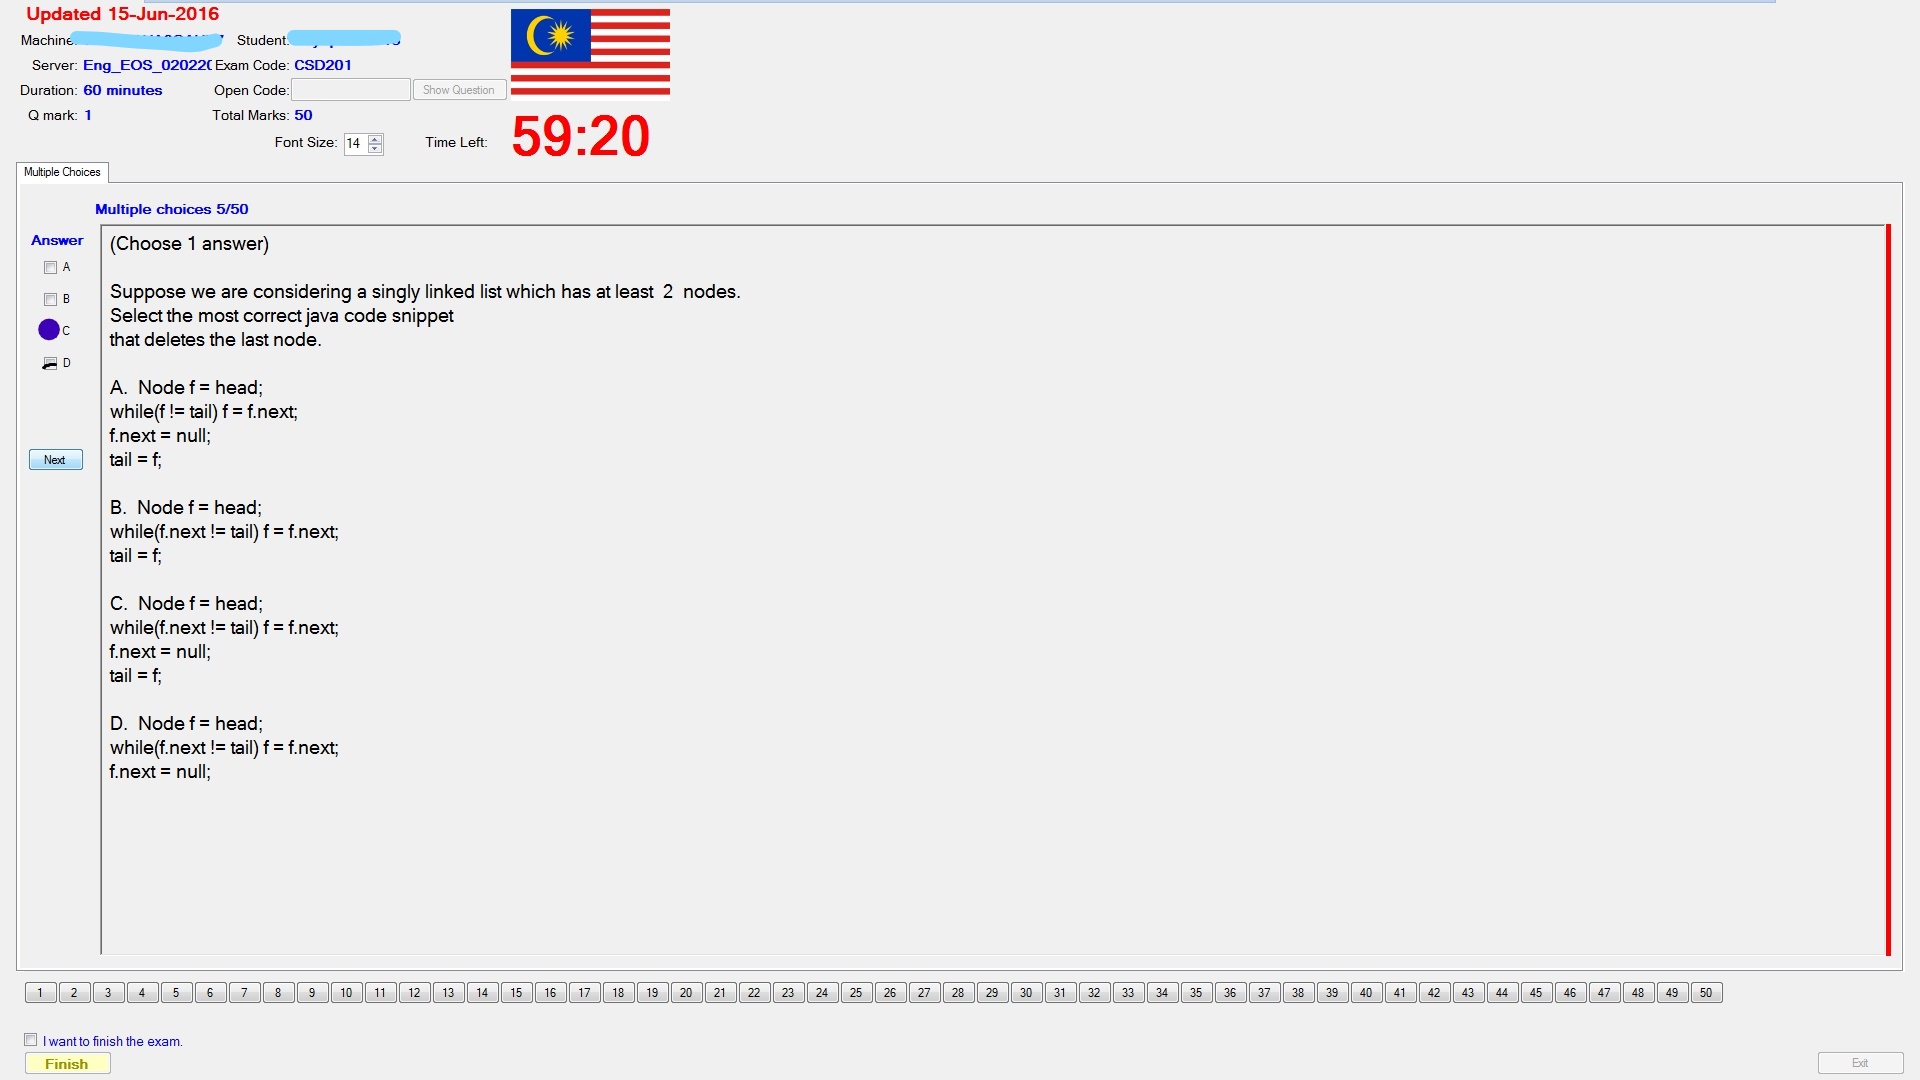 Updated 15-Jun-2016
Machine: Student:
Server: Eng_EOS_02022 Exam Code: CSD201
Duration: 60 minutes Open Code: Show Question
Q mark: 1 Total Marks: 50
Font Size: 14 Time Left: 59:20
Multiple Choices
Multiple choices 5/50
Answer
A
B
C
D
Next
(Choose 1 answer)
Suppose we are considering a singly linked list which has at least 2 nodes.
Select the most correct java code snippet
that deletes the last node.
A. Node f = head;
while(f != tail) f = f.next;
f.next = null;
tail = f;
B. Node f = head;
while(f.next != tail) f = f.next;
tail = f;
C. Node f = head;
while(f.next != tail) f = f.next;
f.next = null;
tail = f;
D. Node f = head;
while(f.next != tail) f = f.next;
f.next = null;
1 2 3 4 5 6 7 8 9 10 11 12 13 14 15 16 17 18 19 20 21 22 23 24 25 26 27 28 29 30 31 32 33 34 35 36 37 38 39 40 41 42 43 44 45 46 47 48 49 50
I want to finish the exam.
Finish Exit